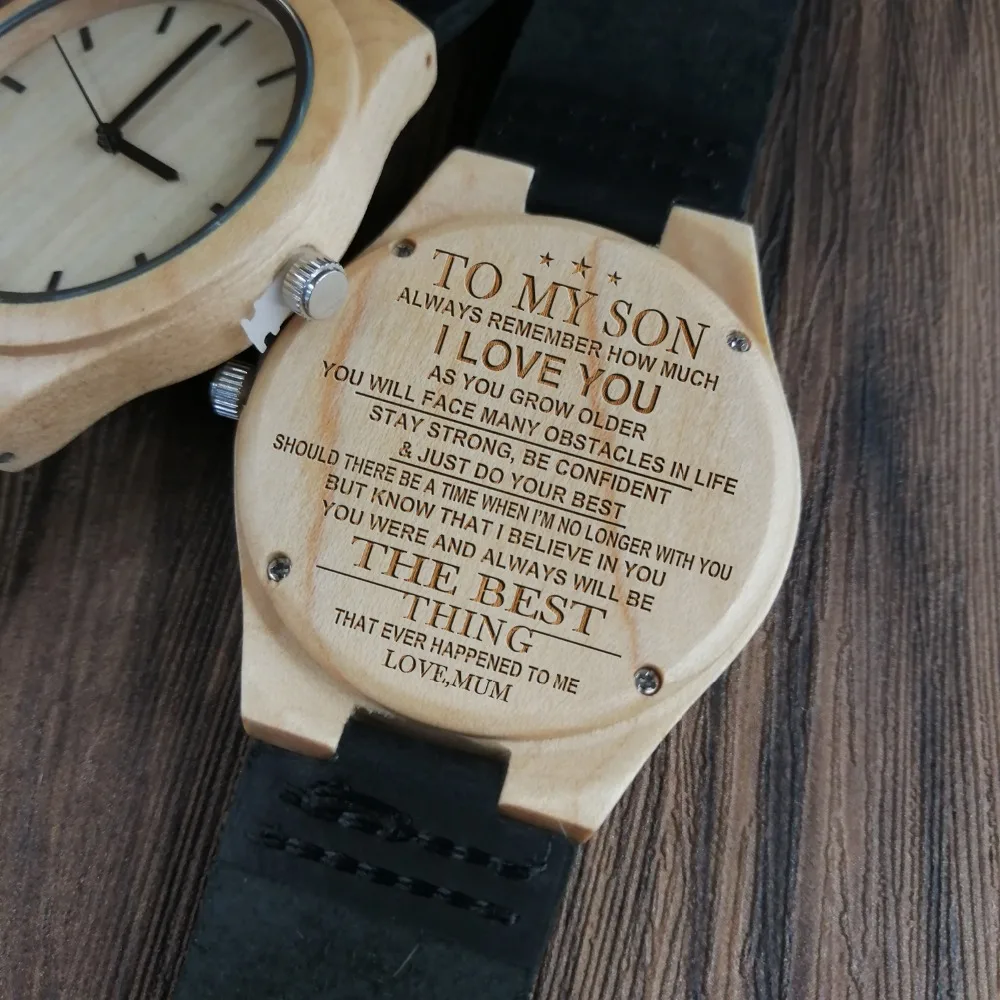 TO MY SON
ALWAYS REMEMBER HOW MUCH
I LOVE YOU
AS YOU GROW OLDER
YOU WILL FACE MANY OBSTACLES IN LIFE
STAY STRONG, BE CONFIDENT
& JUST DO YOUR BEST
SHOULD THERE BE A TIME WHEN I'M NO LONGER WITH YOU
BUT KNOW THAT I BELIEVE IN YOU
YOU WERE AND ALWAYS WILL BE
THE BEST
THING
THAT EVER HAPPENED TO ME
LOVE,MUM